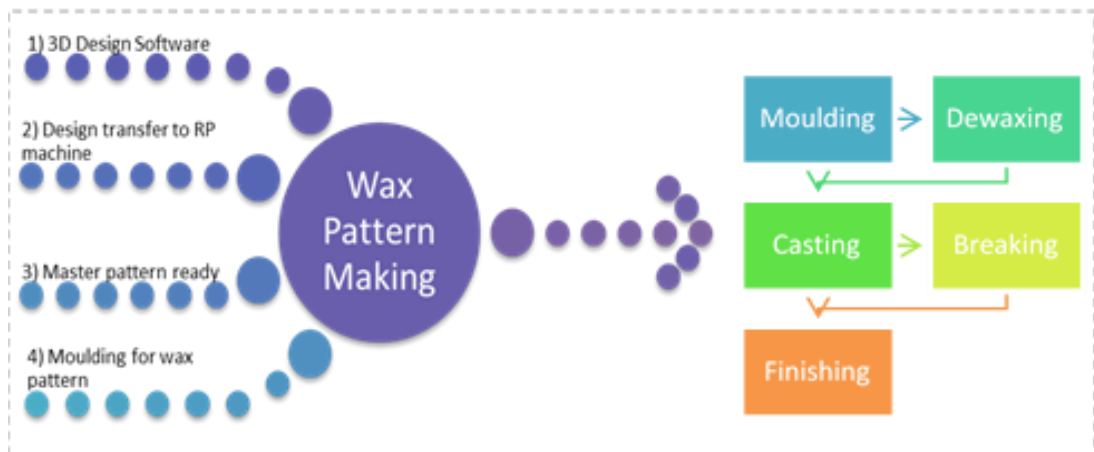 1) 3D Design Software
2) Design transfer to RP
machine
3) Master pattern ready
4) Moulding for wax
pattern
Wax
Pattern
Making
Moulding
Dewaxing
Casting
Breaking
Finishing